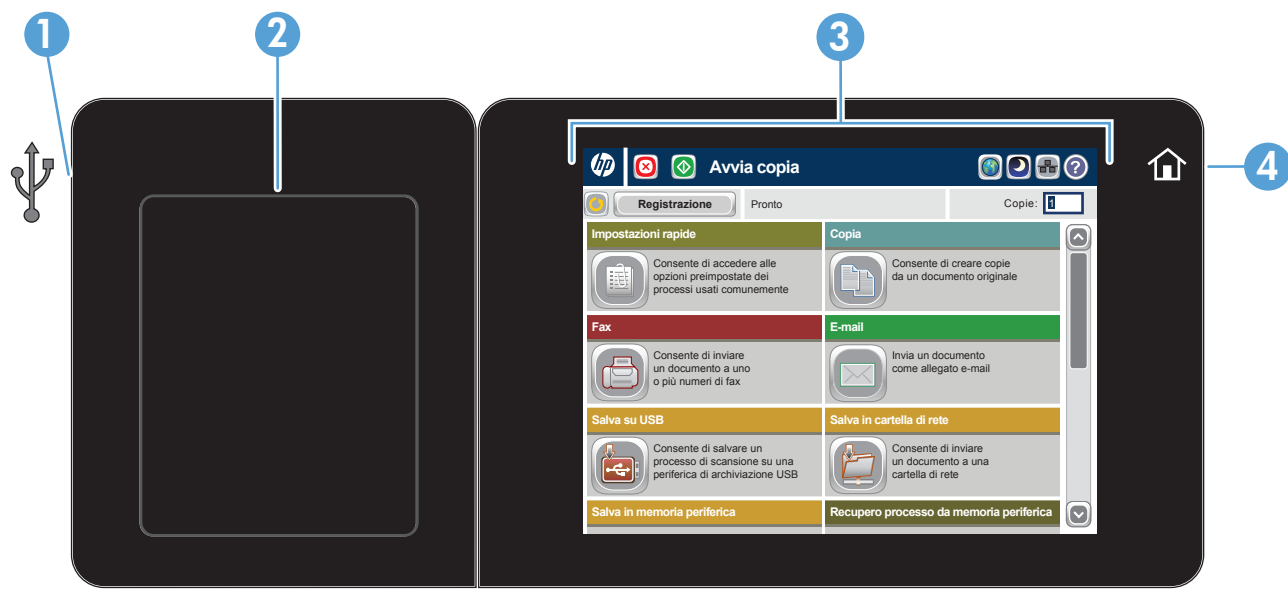 1
2
3
4
hp
Avvia copia
?
Registrazione
Pronto
Copie: 1
Impostazioni rapide
Consente di accedere alle
opzioni preimpostate dei
processi usati comunemente
Copia
Consente di creare copie
da un documento originale
Fax
Consente di inviare
un documento a uno
o più numeri di fax
E-mail
Invia un documento
come allegato e-mail
Salva su USB
Consente di salvare un
processo di scansione su una
periferica di archiviazione USB
Salva in cartella di rete
Consente di inviare
un documento a una
cartella di rete
Salva in memoria periferica
Recupero processo da memoria periferica